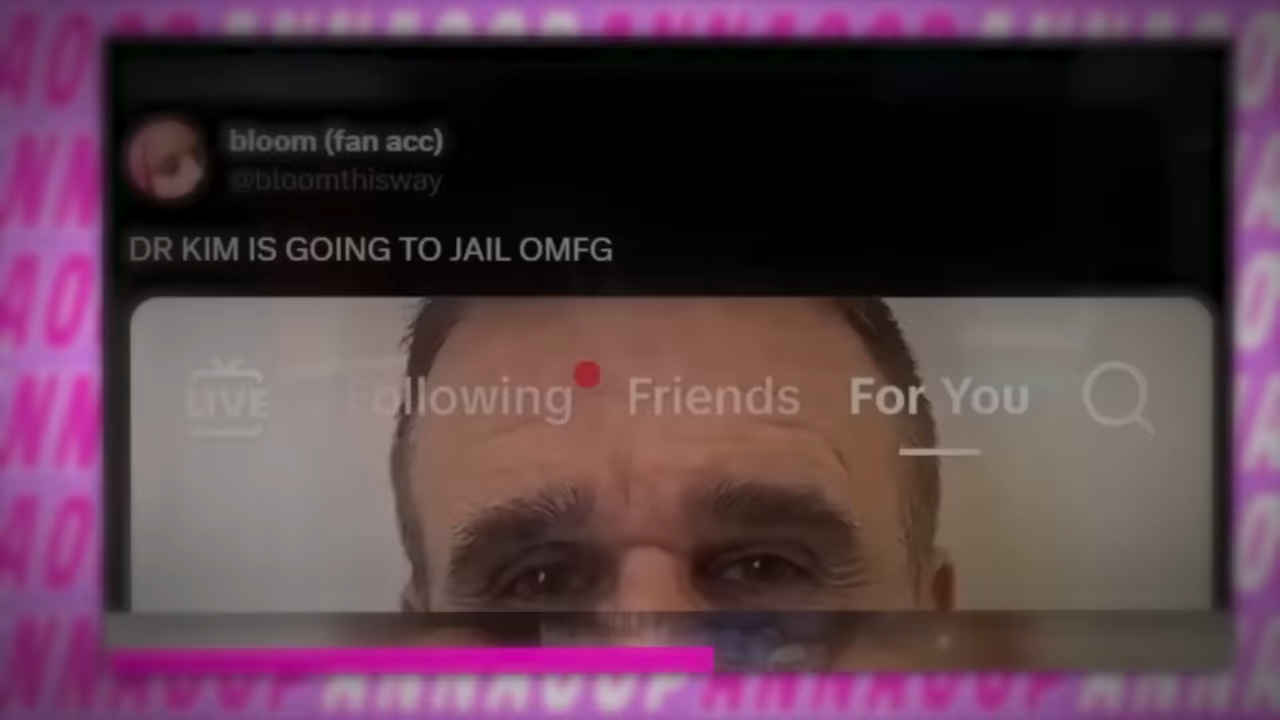 bloom (fan acc)
@bloomthisway
DR KIM IS GOING TO JAIL OMFG
LIVE Following Friends For You